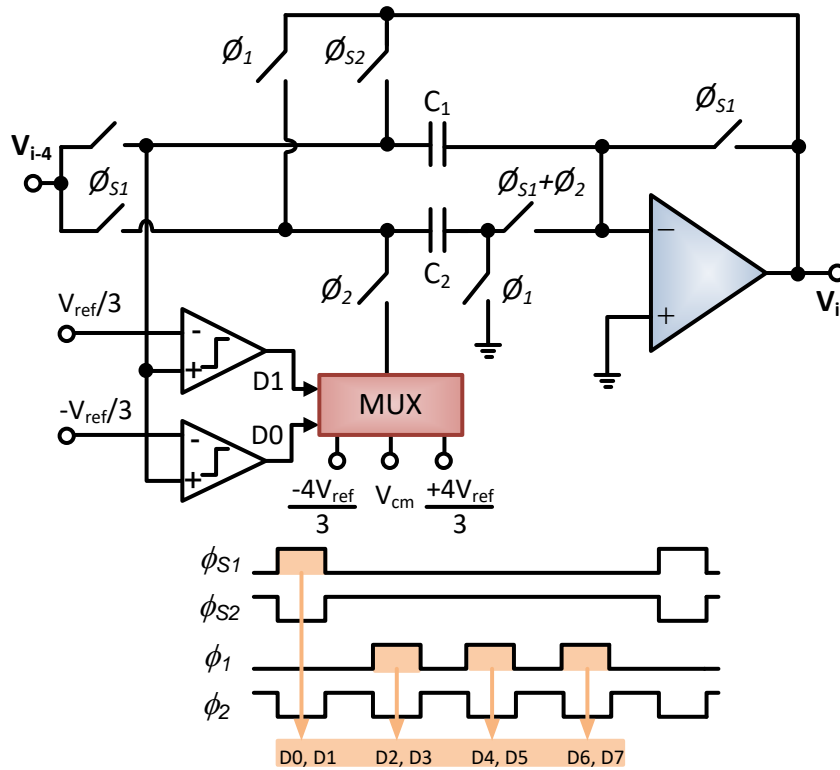 Ø1
ØS2
C1
ØS1
Vi-4
ØS1
ØS1+Ø2
-
C2
Ø2
Ø1
+
Vi
Vref/3
-
+
D1
-Vref/3
-
+
D0
MUX
-4Vref
3
Vcm
+4Vref
3
ϕS1
ϕS2
ϕ1
ϕ2
D0, D1
D2, D3
D4, D5
D6, D7